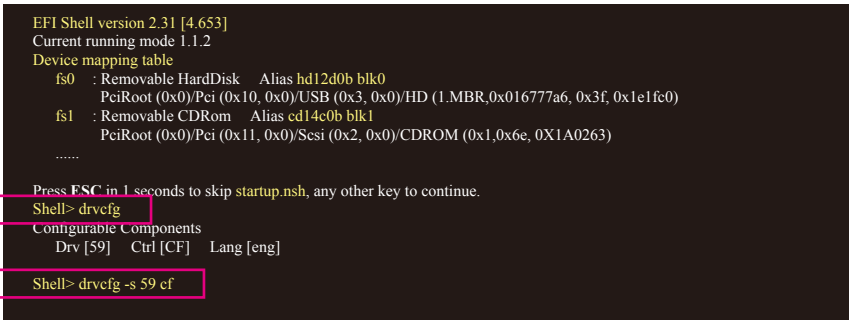 EFI Shell version 2.31 [4.653]
Current running mode 1.1.2
Device mapping table
fs0 : Removable HardDisk Alias hd12d0b blk0
PciRoot (0x0)/Pci (0x10, 0x0)/USB (0x3, 0x0)/HD (1.MBR,0x016777a6, 0x3f, 0x1e1fc0)
fs1 : Removable CDRom Alias cd14c0b blk1
PciRoot (0x0)/Pci (0x11, 0x0)/Scsi (0x2, 0x0)/CDROM (0x1,0x6e, 0X1A0263)
......
Press ESC in 1 seconds to skip startup.nsh, any other key to continue.
Shell> drvcfg
Configurable Components
Drv [59] Ctrl [CF] Lang [eng]
Shell> drvcfg -s 59 cf